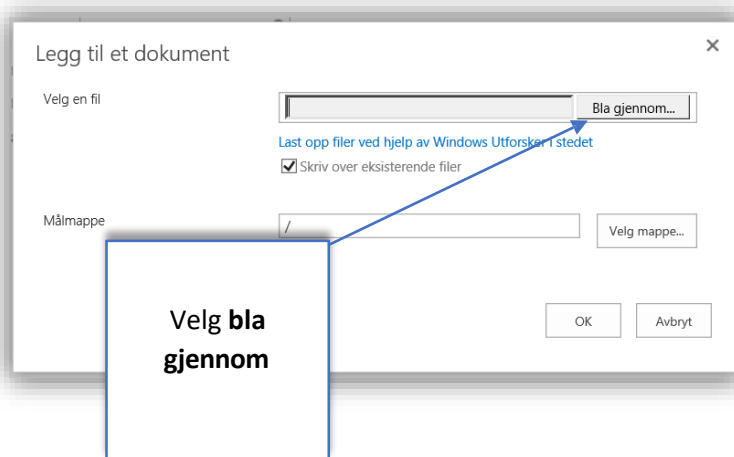 Legg til et dokument
Velg en fil
Bla gjennom...
Last opp filer ved hjelp av Windows Utforsker i stedet
Skriv over eksisterende filer
Målmappe
/
Velg mappe...
Velg bla
gjennom
OK
Avbryt